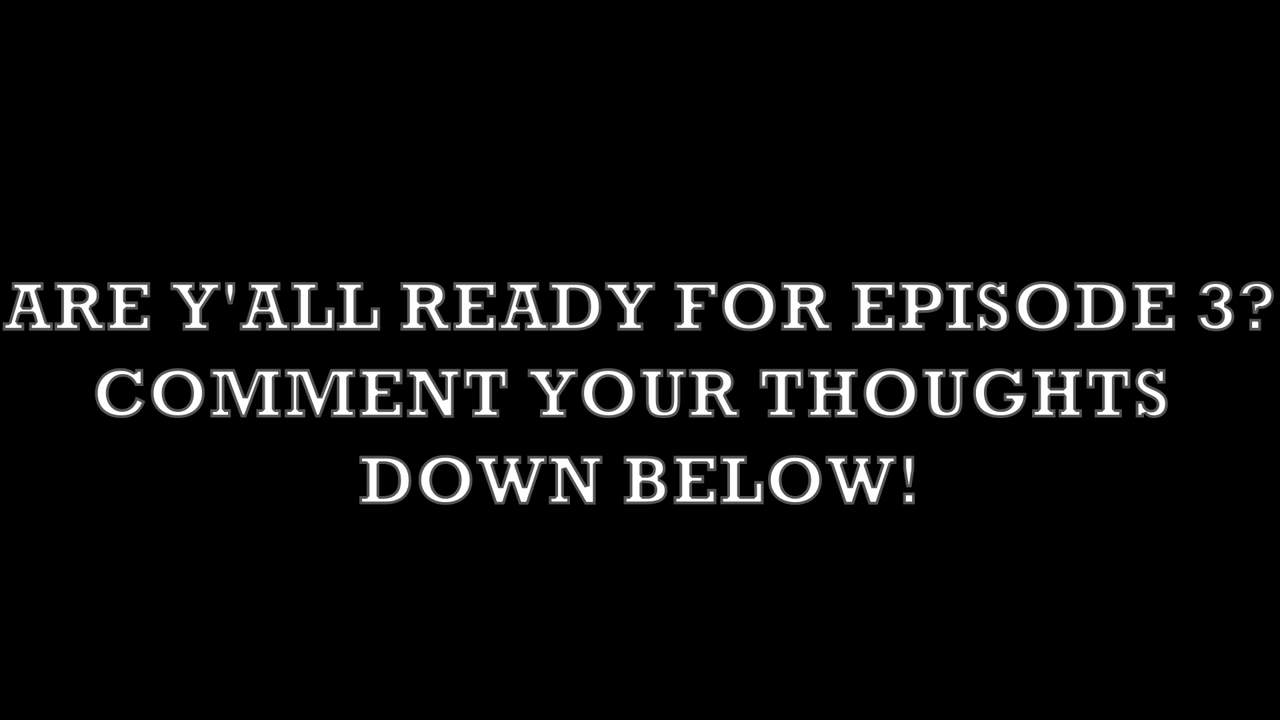 ARE Y'ALL READY FOR EPISODE 3?
COMMENT YOUR THOUGHTS
DOWN BELOW!